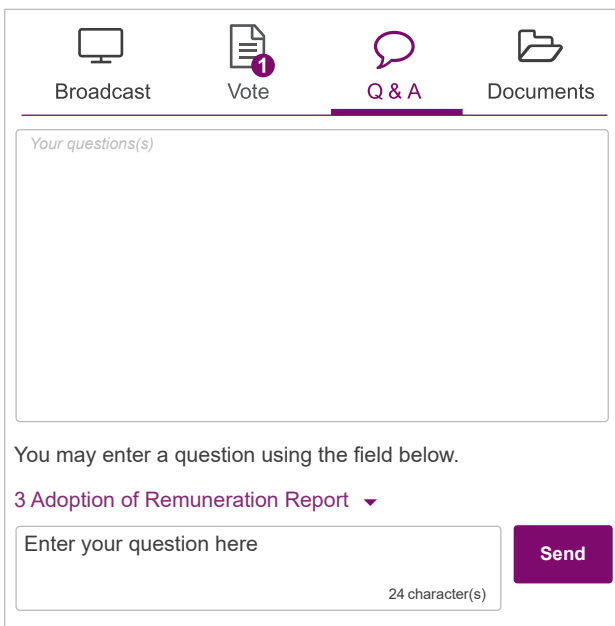 1
Broadcast Vote Q & A Documents
Your questions(s)
You may enter a question using the field below.
3 Adoption of Remuneration Report
Enter your question here
Send
24 character(s)